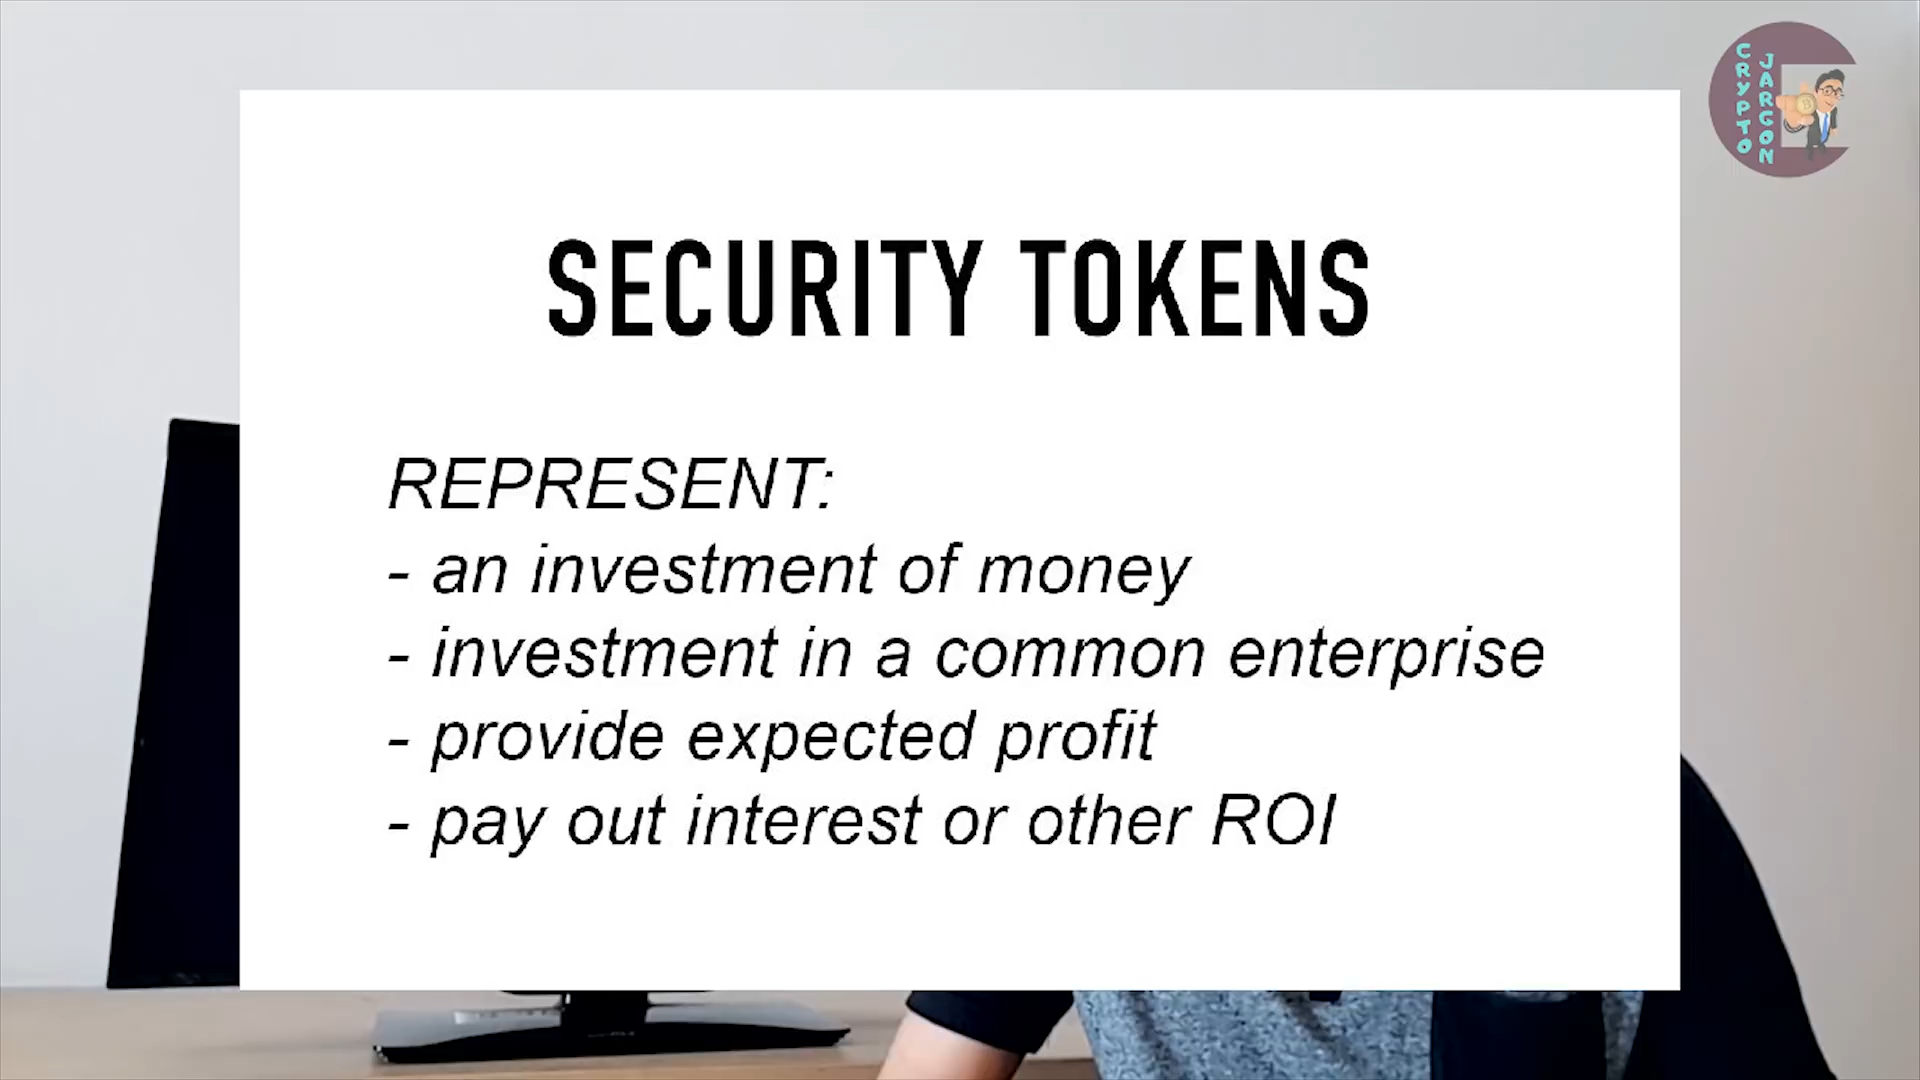 CRYPTO
JARGON
SECURITY TOKENS
REPRESENT:
- an investment of money
- investment in a common enterprise
- provide expected profit
- pay out interest or other ROI